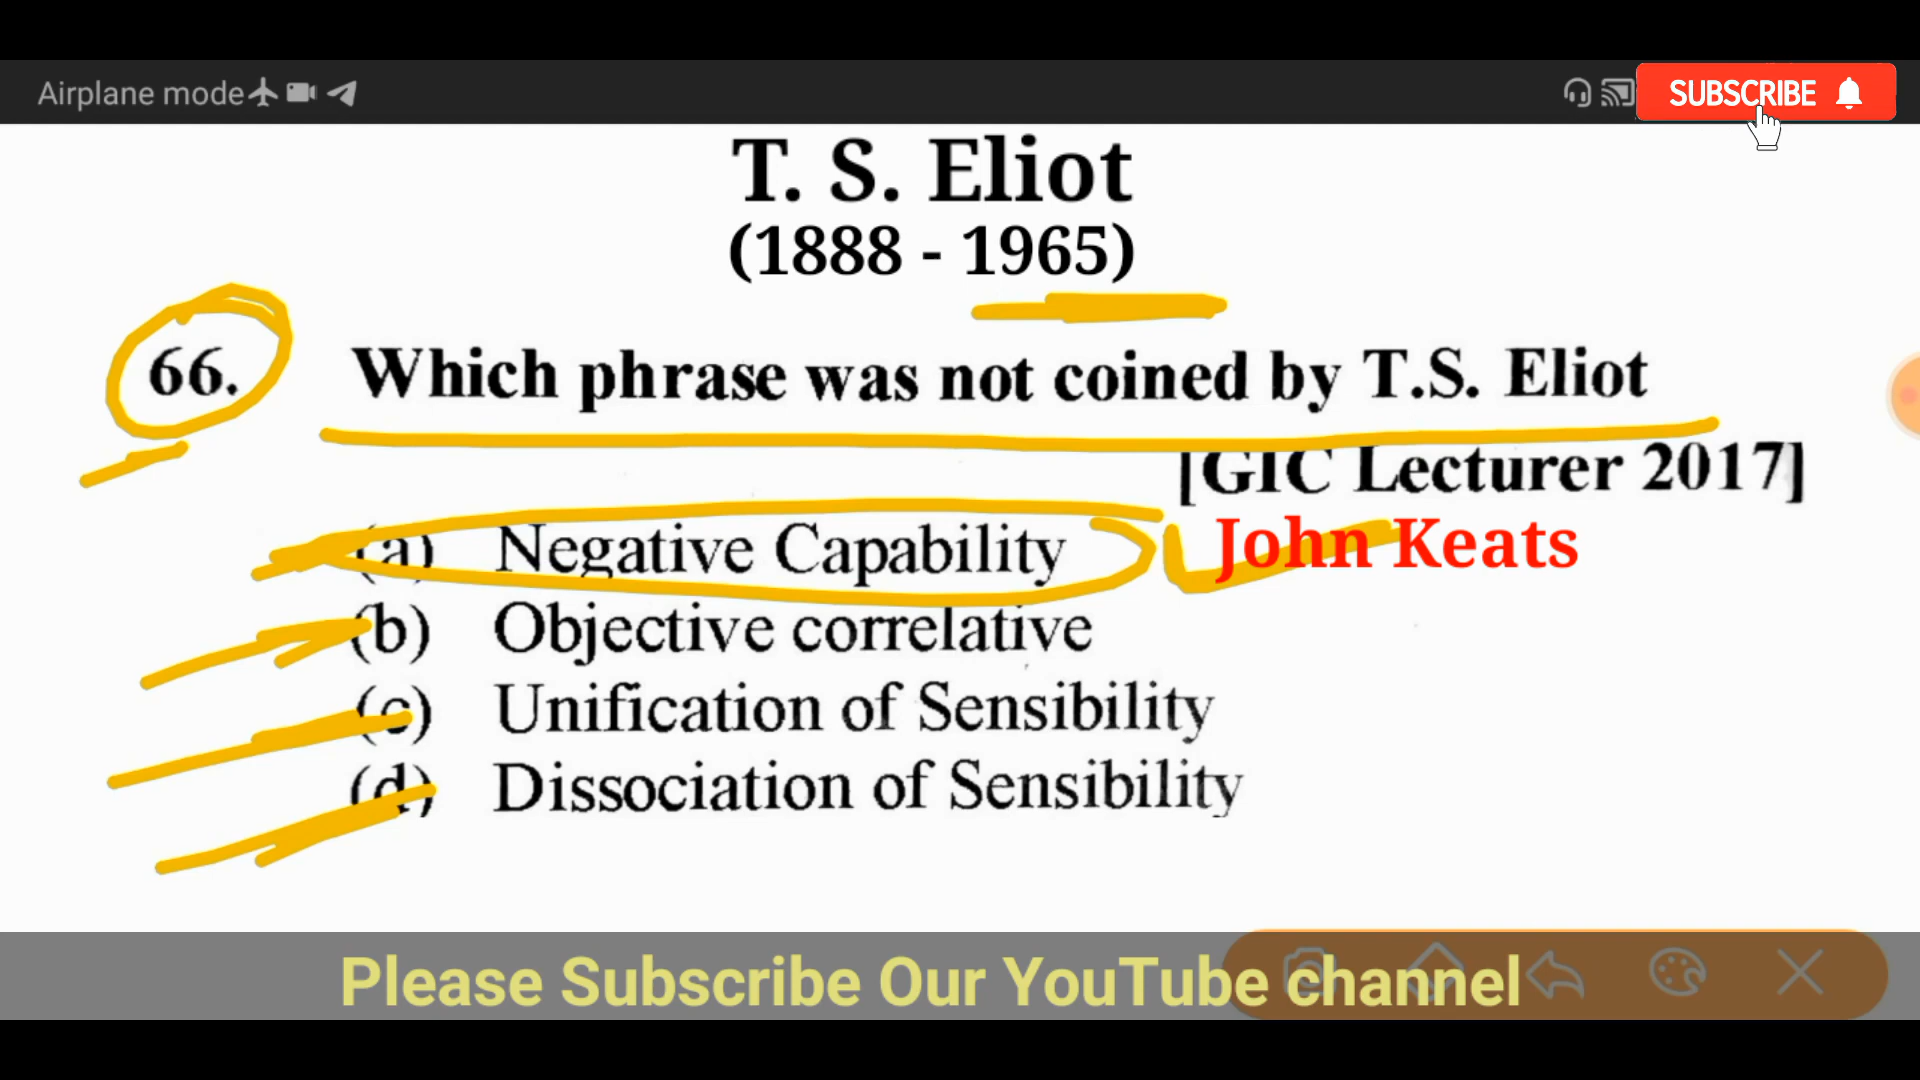 Airplane mode
SUBSCRIBE
T. S. Eliot
(1888 - 1965)
66. Which phrase was not coined by T.S. Eliot
[GIC Lecturer 2017]
(a) Negative Capability John Keats
(b) Objective correlative
(c) Unification of Sensibility
(d) Dissociation of Sensibility
Please Subscribe Our YouTube channel